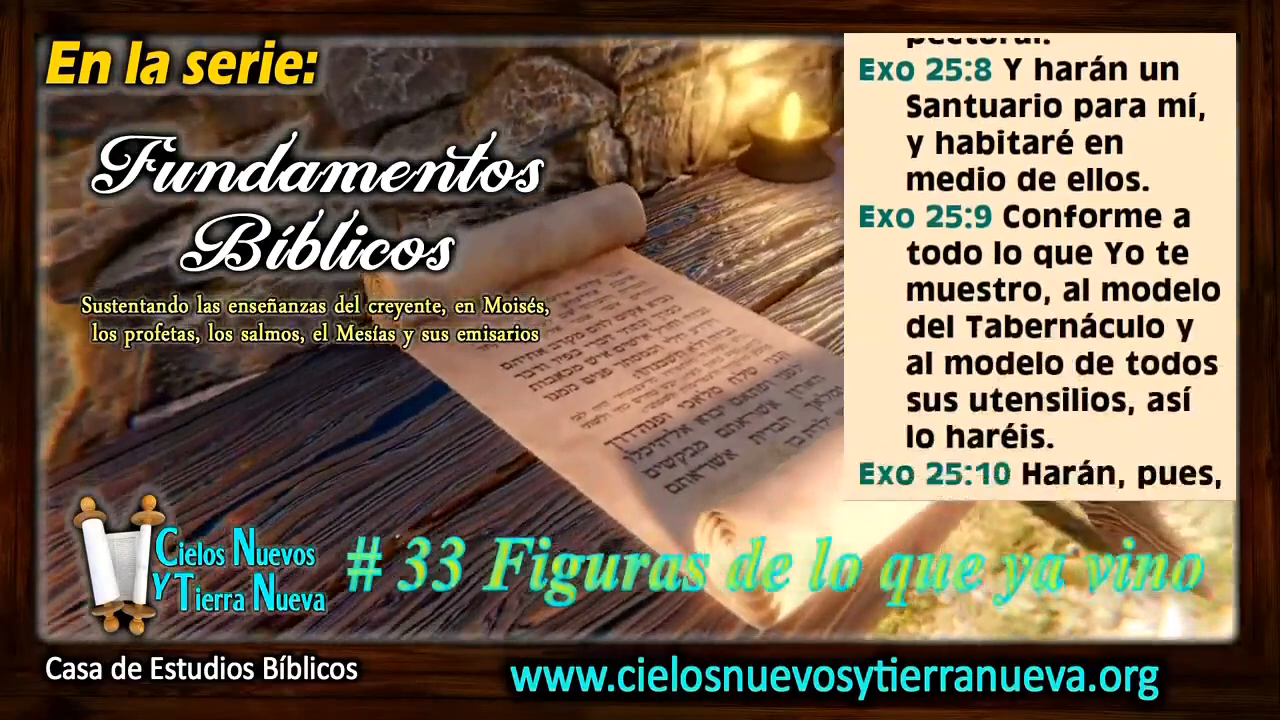 En la serie:
Fundamentos
Bíblicos
Sustentando las enseñanzas del creyente, en Moisés,
los profetas, los salmos, el Mesías y sus emisarios
pectoral.
Exo 25:8 Y harán un
Santuario para mí,
y habitaré en
medio de ellos.
Exo 25:9 Conforme a
todo lo que Yo te
muestro, al modelo
del Tabernáculo y
al modelo de todos
sus utensilios, así
lo haréis.
Exo 25:10 Harán, pues,
Cielos Nuevos
Y Tierra Nueva
# 33 Figuras de lo que ya vino
Casa de Estudios Bíblicos
www.cielosnuevosytierranueva.org